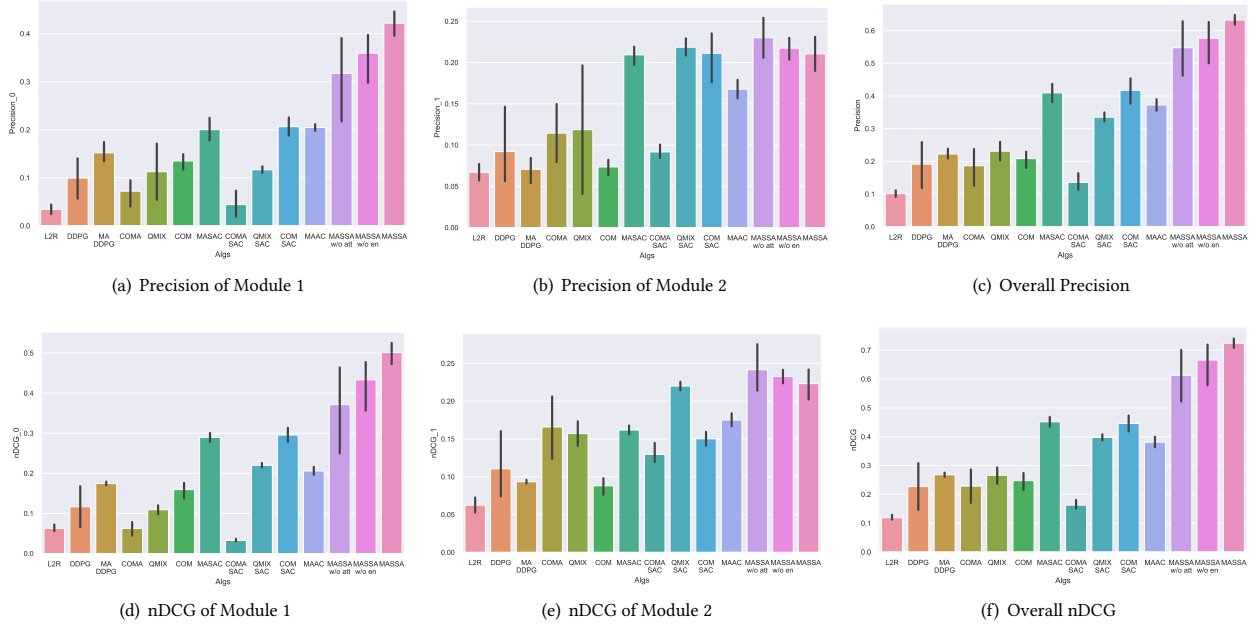 0.4
0.3
0.2
0.1
0.0
Precision_0
L2R DDPG MA DDPG COMA QMIX COM MASAC COMA SAC QMIX SAC COM SAC MAAC MASSA w/o att MASSA w/o en MASSA
Algs
(a) Precision of Module 1
0.25
0.20
0.15
0.10
0.05
0.00
Precision_1
L2R DDPG MA DDPG COMA QMIX COM MASAC COMA SAC QMIX SAC COM SAC MAAC MASSA w/o att MASSA w/o en MASSA
Algs
(b) Precision of Module 2
0.6
0.5
0.4
0.3
0.2
0.1
0.0
Precision
L2R DDPG MA DDPG COMA QMIX COM MASAC COMA SAC QMIX SAC COM SAC MAAC MASSA w/o att MASSA w/o en MASSA
Algs
(c) Overall Precision
0.5
0.4
0.3
0.2
0.1
0.0
nDCG_0
L2R DDPG MA DDPG COMA QMIX COM MASAC COMA SAC QMIX SAC COM SAC MAAC MASSA w/o att MASSA w/o en MASSA
Algs
(d) nDCG of Module 1
0.25
0.20
0.15
0.10
0.05
0.00
nDCG_1
L2R DDPG MA DDPG COMA QMIX COM MASAC COMA SAC QMIX SAC COM SAC MAAC MASSA w/o att MASSA w/o en MASSA
Algs
(e) nDCG of Module 2
0.7
0.6
0.5
0.4
0.3
0.2
0.1
0.0
nDCG
L2R DDPG MA DDPG COMA QMIX COM MASAC COMA SAC QMIX SAC COM SAC MAAC MASSA w/o att MASSA w/o en MASSA
Algs
(f) Overall nDCG